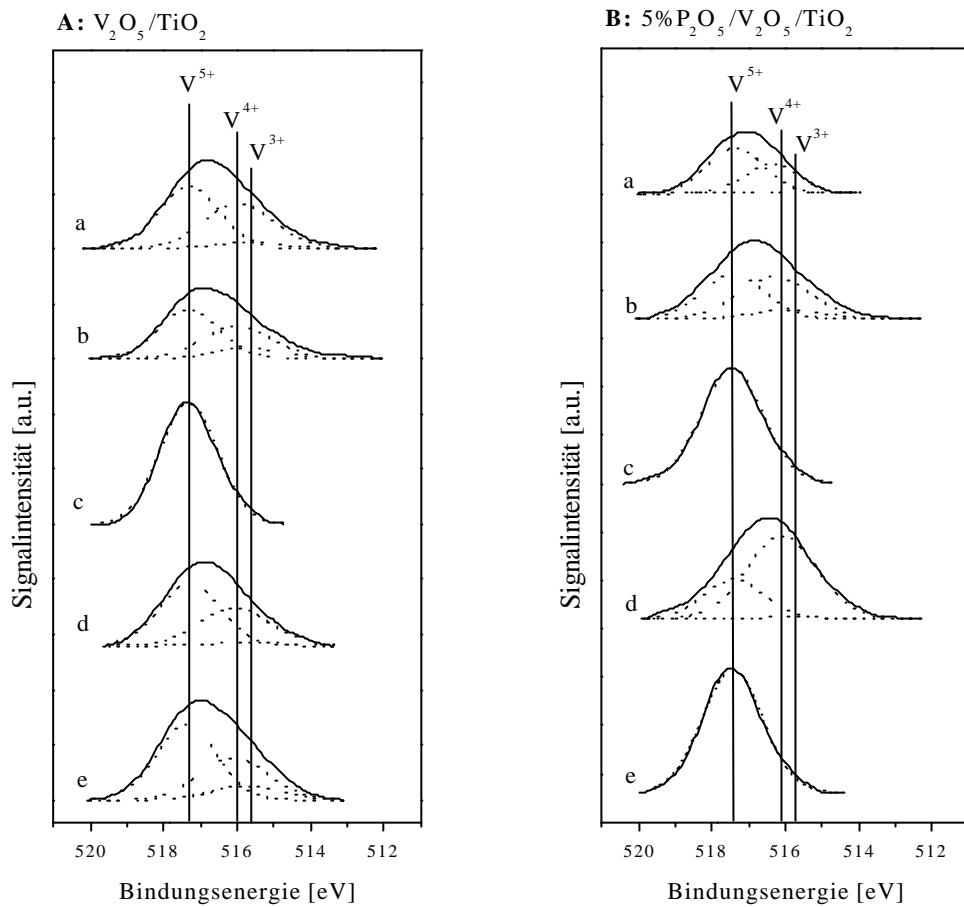 A: V₂O₅/TiO₂
V⁵⁺
V⁴⁺
V³⁺
a
b
c
d
e
Signalintensität [a.u.]
520 518 516 514 512
Bindungsenergie [eV]
B: 5%P₂O₅/V₂O₅/TiO₂
V⁵⁺
V⁴⁺
V³⁺
a
b
c
d
e
Signalintensität [a.u.]
520 518 516 514 512
Bindungsenergie [eV]